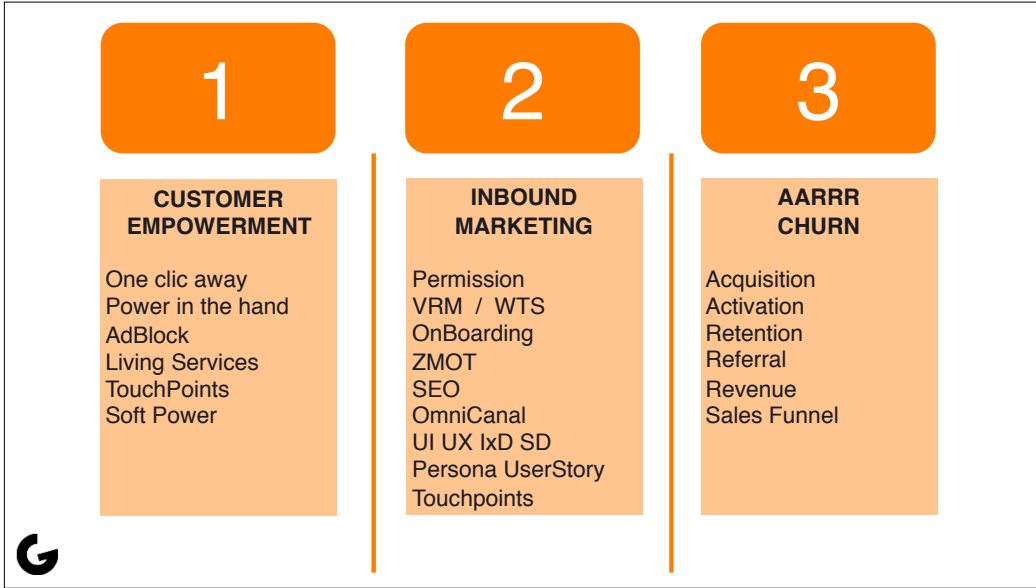 1
CUSTOMER
EMPOWERMENT
One clic away
Power in the hand
AdBlock
Living Services
TouchPoints
Soft Power
2
INBOUND
MARKETING
Permission
VRM / WTS
OnBoarding
ZMOT
SEO
OmniCanal
UI UX IxD SD
Persona UserStory
Touchpoints
3
AARRR
CHURN
Acquisition
Activation
Retention
Referral
Revenue
Sales Funnel
G